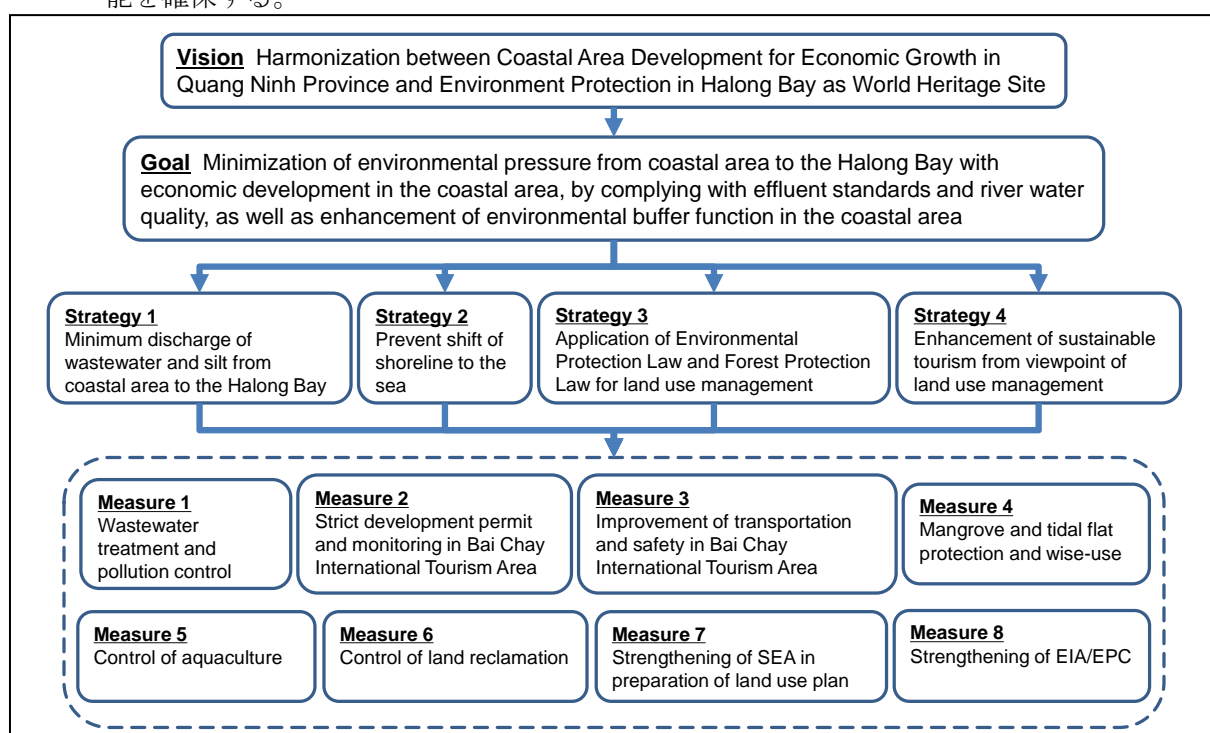 能を確保する。
Vision Harmonization between Coastal Area Development for Economic Growth in
Quang Ninh Province and Environment Protection in Halong Bay as World Heritage Site
Goal Minimization of environmental pressure from coastal area to the Halong Bay with
economic development in the coastal area, by complying with effluent standards and river water
quality, as well as enhancement of environmental buffer function in the coastal area
Strategy 1
Minimum discharge of
wastewater and silt from
coastal area to the Halong Bay
Strategy 2
Prevent shift of
shoreline to the
sea
Strategy 3
Application of Environmental
Protection Law and Forest Protection
Law for land use management
Strategy 4
Enhancement of sustainable
tourism from viewpoint of
land use management
Measure 1
Wastewater
treatment and
pollution control
Measure 2
Strict development permit
and monitoring in Bai Chay
International Tourism Area
Measure 3
Improvement of transportation
and safety in Bai Chay
International Tourism Area
Measure 4
Mangrove and tidal flat
protection and wise-use
Measure 5
Control of aquaculture
Measure 6
Control of land reclamation
Measure 7
Strengthening of SEA in
preparation of land use plan
Measure 8
Strengthening of EIA/EPC